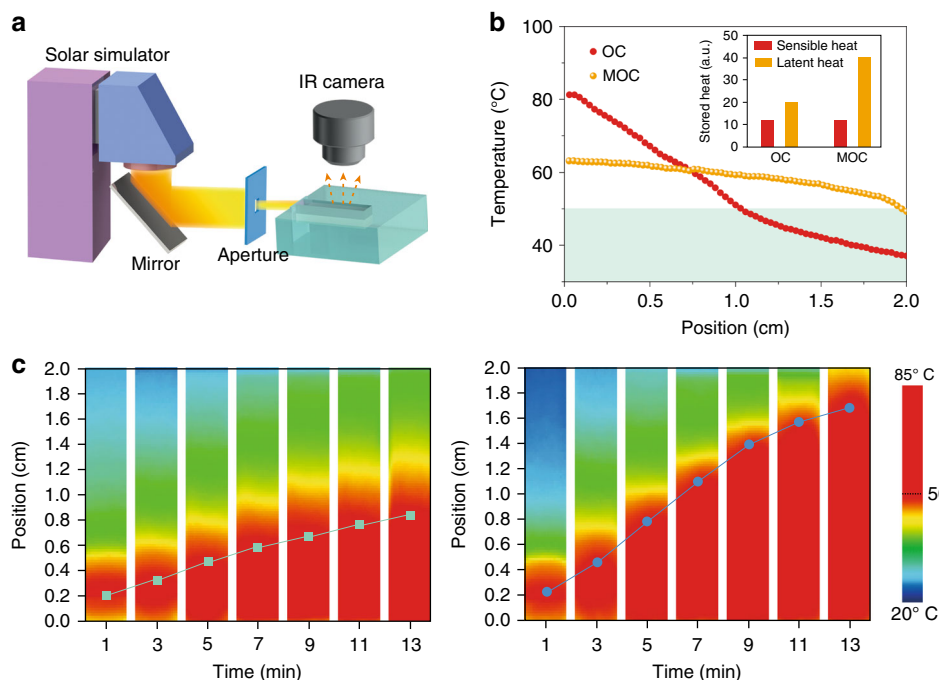 a
Solar simulator
IR camera
Mirror
Aperture
b
100
80
60
40
Temperature (°C)
OC
MOC
50
40
30
20
10
0
Stored heat (a.u.)
Sensible heat
Latent heat
OC
MOC
0.0 0.5 1.0 1.5 2.0
Position (cm)
c
2.0
1.8
1.6
1.4
1.2
1.0
0.8
0.6
0.4
0.2
0.0
Position (cm)
1 3 5 7 9 11 13
Time (min)
2.0
1.8
1.6
1.4
1.2
1.0
0.8
0.6
0.4
0.2
0.0
Position (cm)
1 3 5 7 9 11 13
Time (min)
85° C
20° C